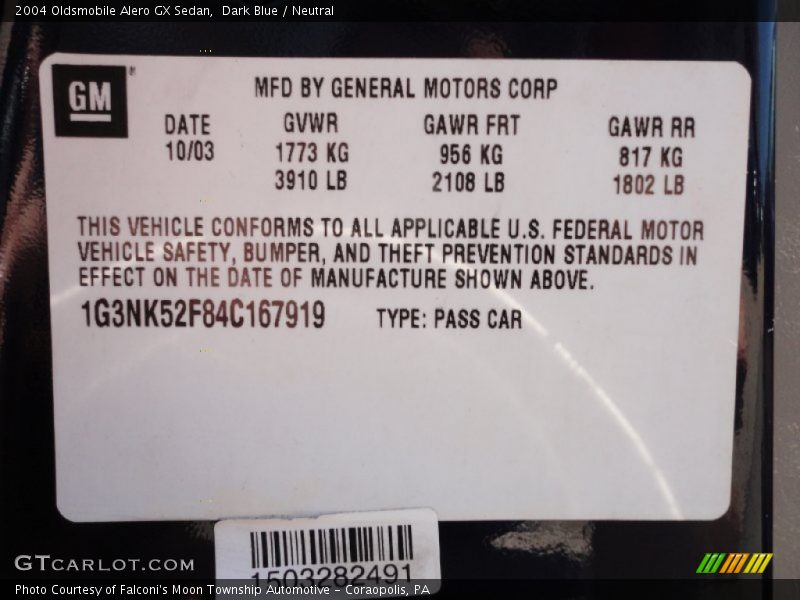 2004 Oldsmobile Alero GX Sedan,  Dark Blue / Neutral
GM
MFD BY GENERAL MOTORS CORP
DATE GVWR GAWR FRT GAWR RR
10/03 1773 KG 956 KG 817 KG
3910 LB 2108 LB 1802 LB
THIS VEHICLE CONFORMS TO ALL APPLICABLE U.S. FEDERAL MOTOR
VEHICLE SAFETY, BUMPER, AND THEFT PREVENTION STANDARDS IN
EFFECT ON THE DATE OF MANUFACTURE SHOWN ABOVE.
1G3NK52F84C167919 TYPE: PASS CAR
1503282491
GTCARLOT.COM
Photo Courtesy of Falconi's Moon Township Automotive - Coraopolis, PA